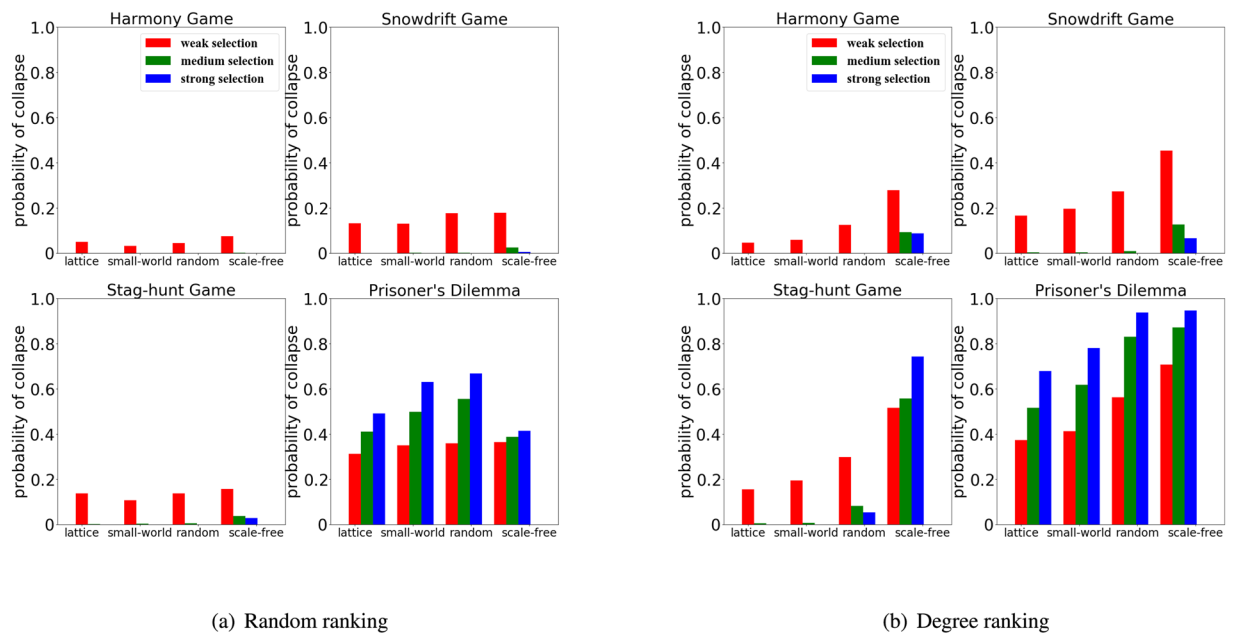 Harmony Game
probability of collapse
1.0
0.8
0.6
0.4
0.2
0
weak selection
medium selection
strong selection
lattice small-world random scale-free
Snowdrift Game
probability of collapse
1.0
0.8
0.6
0.4
0.2
0
lattice small-world random scale-free
Stag-hunt Game
probability of collapse
1.0
0.8
0.6
0.4
0.2
0
lattice small-world random scale-free
Prisoner's Dilemma
probability of collapse
1.0
0.8
0.6
0.4
0.2
0
lattice small-world random scale-free
(a) Random ranking
Harmony Game
probability of collapse
1.0
0.8
0.6
0.4
0.2
0
weak selection
medium selection
strong selection
lattice small-world random scale-free
Snowdrift Game
probability of collapse
1.0
0.8
0.6
0.4
0.2
0
lattice small-world random scale-free
Stag-hunt Game
probability of collapse
1.0
0.8
0.6
0.4
0.2
0
lattice small-world random scale-free
Prisoner's Dilemma
probability of collapse
1.0
0.8
0.6
0.4
0.2
0
lattice small-world random scale-free
(b) Degree ranking